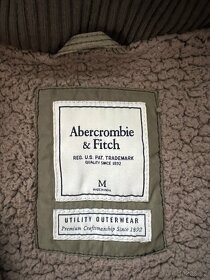 Abercrombie
& Fitch
REG. U.S. PAT. TRADEMARK
QUALITY SINCE 1892
M
UTILITY OUTERWEAR
Premium Craftsmanship Since 1892